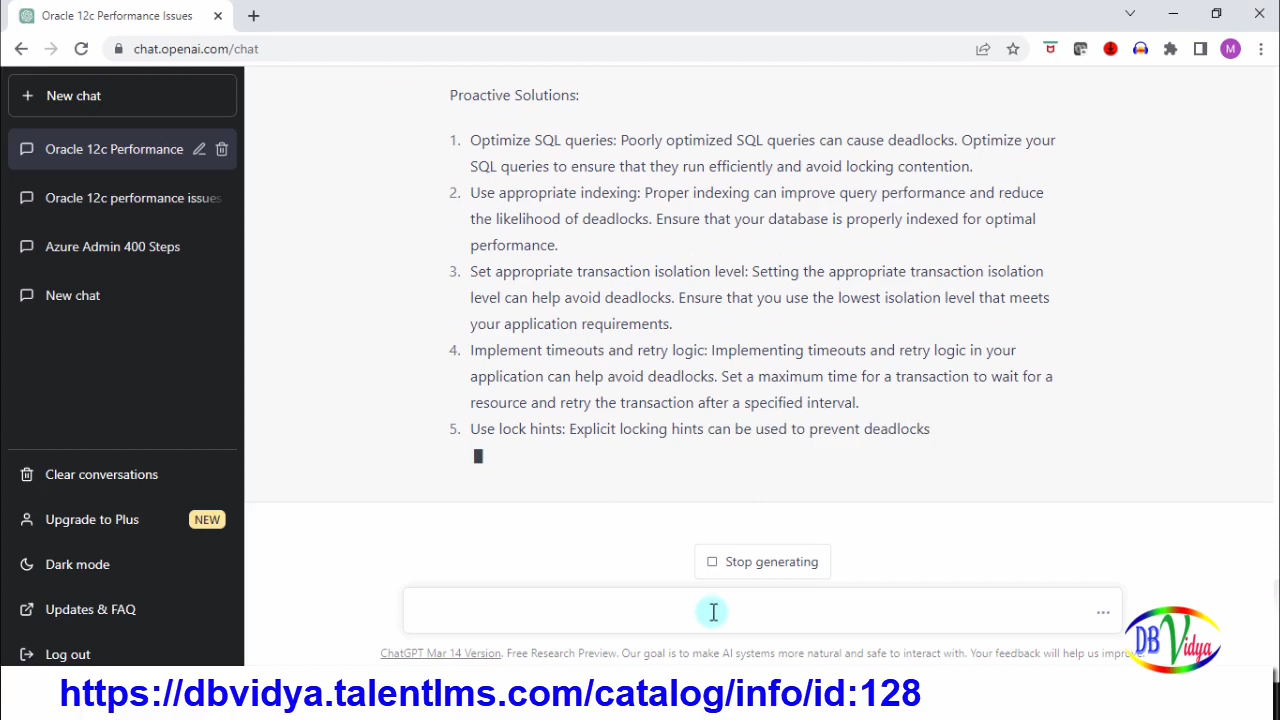 Oracle 12c Performance Issues
chat.openai.com/chat
M
New chat
Oracle 12c Performance
Oracle 12c performance issues
Azure Admin 400 Steps
New chat
Clear conversations
Upgrade to Plus NEW
Dark mode
Updates & FAQ
Log out
Proactive Solutions:
1. Optimize SQL queries: Poorly optimized SQL queries can cause deadlocks. Optimize your
SQL queries to ensure that they run efficiently and avoid locking contention.
2. Use appropriate indexing: Proper indexing can improve query performance and reduce
the likelihood of deadlocks. Ensure that your database is properly indexed for optimal
performance.
3. Set appropriate transaction isolation level: Setting the appropriate transaction isolation
level can help avoid deadlocks. Ensure that you use the lowest isolation level that meets
your application requirements.
4. Implement timeouts and retry logic: Implementing timeouts and retry logic in your
application can help avoid deadlocks. Set a maximum time for a transaction to wait for a
resource and retry the transaction after a specified interval.
5. Use lock hints: Explicit locking hints can be used to prevent deadlocks
Stop generating
ChatGPT Mar 14 Version. Free Research Preview. Our goal is to make AI systems more natural and safe to interact with. Your feedback will help us improve.
DB Vidya
https://dbvidya.talentlms.com/catalog/info/id:128